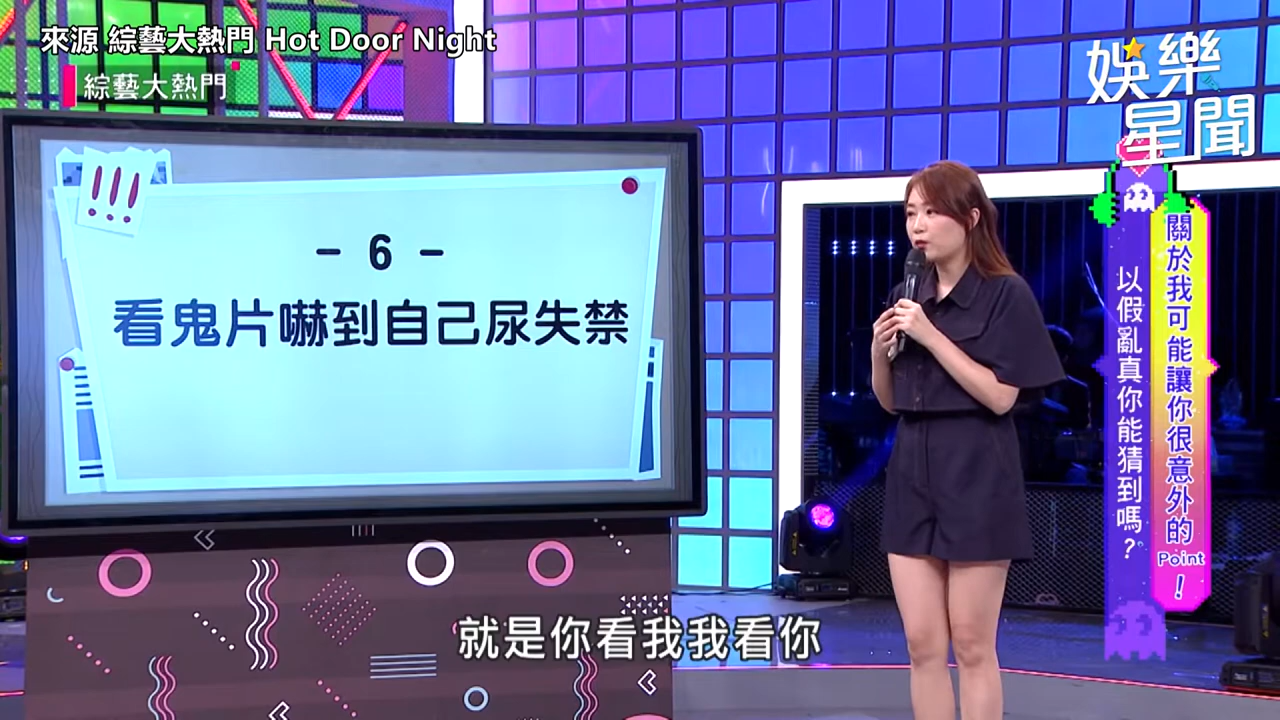 來源 綜藝大熱門 Hot Door Night
綜藝大熱門
娛樂
星聞
!!!
- 6 -
看鬼片嚇到自己尿失禁
關於我可能讓你很意外的Point!
以假亂真你能猜到嗎?
就是你看我我看你